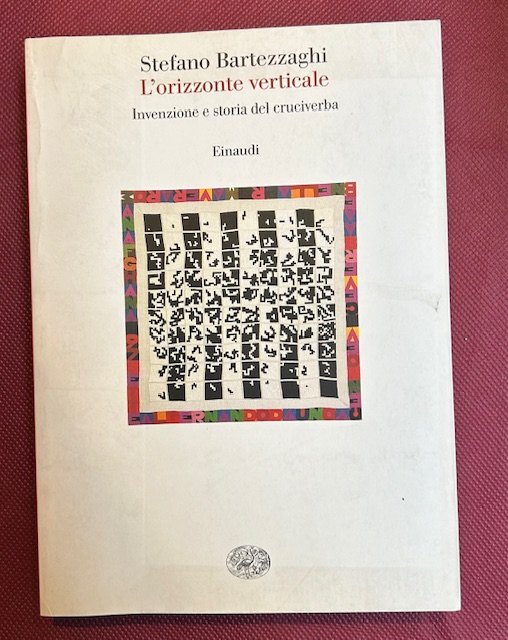 Stefano Bartezzaghi
L'orizzonte verticale
Invenzione e storia del cruciverba
Einaudi